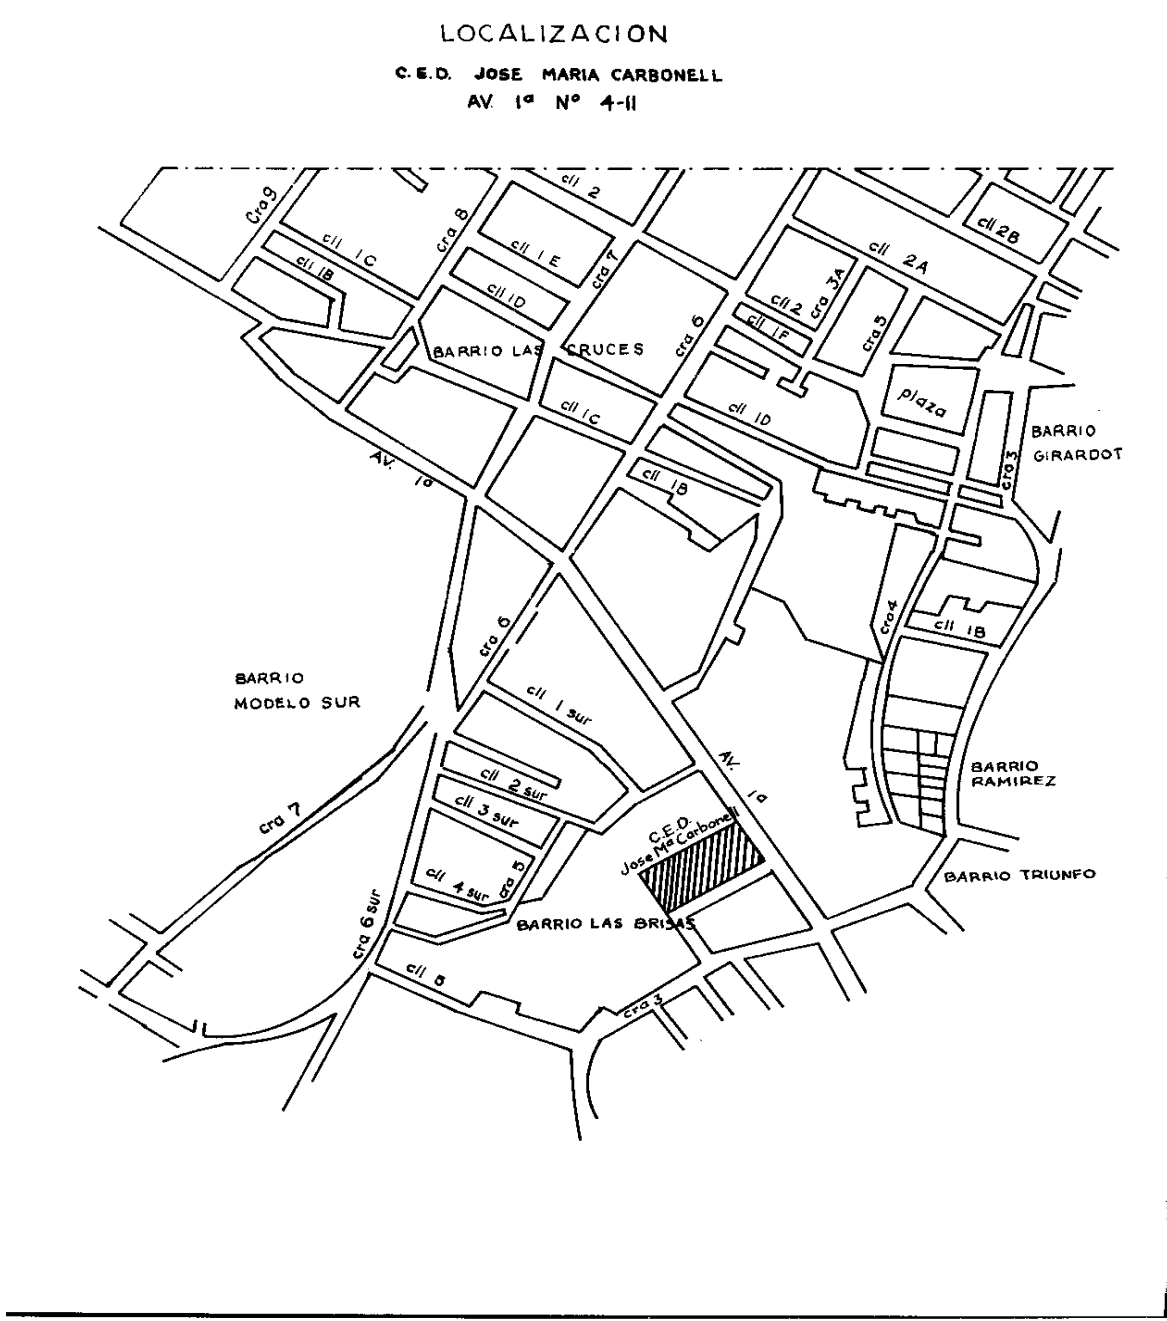 LOCALIZACION
C.E.D. JOSE MARIA CARBONELL
AV. 1ª Nº 4-11
Cra 9
cra 8
cll 2
cll 1C
cll 1B
cll 1E
cll 1D
cra 7
cll 2B
cll 2A
cra 3A
cll 2
cll 1F
cra 5
cra 6
BARRIO LAS CRUCES
plaza
cll 1C
cll 1D
BARRIO
GIRARDOT
cra 3
AV. 1ª
cll 1B
cra 4
cll 1B
cra 6
BARRIO
MODELO SUR
cll 1 sur
AV. 1ª
BARRIO
RAMIREZ
cll 2 sur
cll 3 sur
cra 7
C.E.D.
Jose Mª Carbonell
cll 4 sur
cra 5
BARRIO TRIUNFO
cra 6 sur
BARRIO LAS BRISAS
cll 5
cra 3